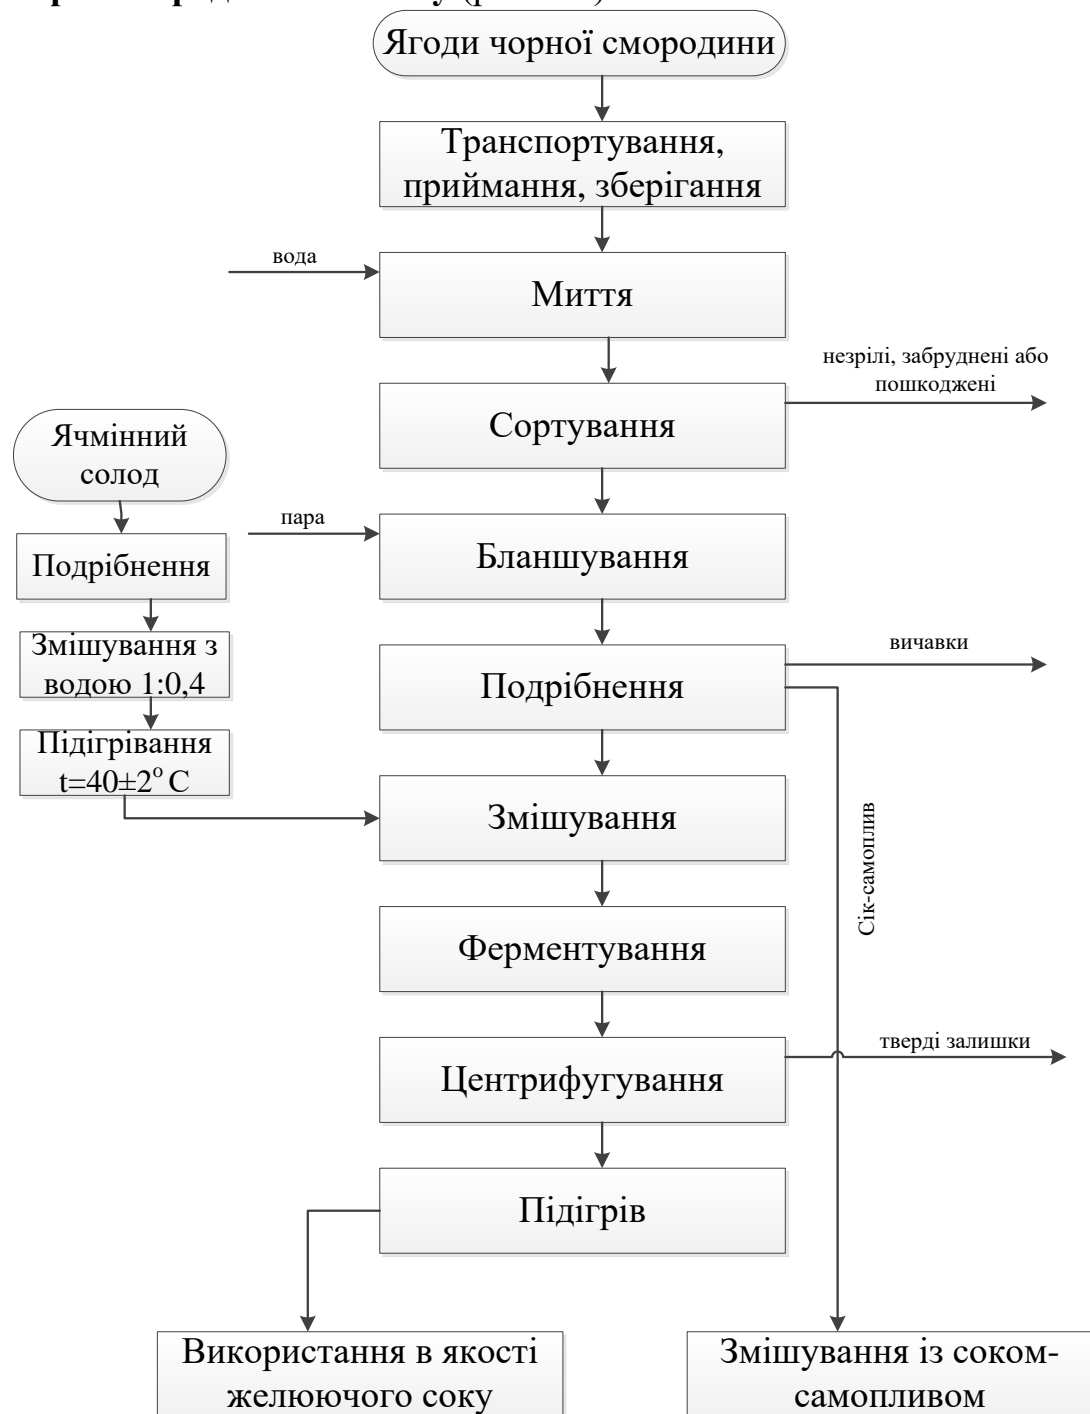 Ягоди чорної смородини
Транспортування,
приймання, зберігання
вода
Миття
незрілі, забруднені або
пошкоджені
Сортування
Ячмінний
солод
пара
Бланшування
Подрібнення
Змішування з
водою 1:0,4
вичавки
Подрібнення
Підігрівання
t=40±2° С
Змішування
Сік-самоплив
Ферментування
тверді залишки
Центрифугування
Підігрів
Використання в якості
желюючого соку
Змішування із соком-
самопливом